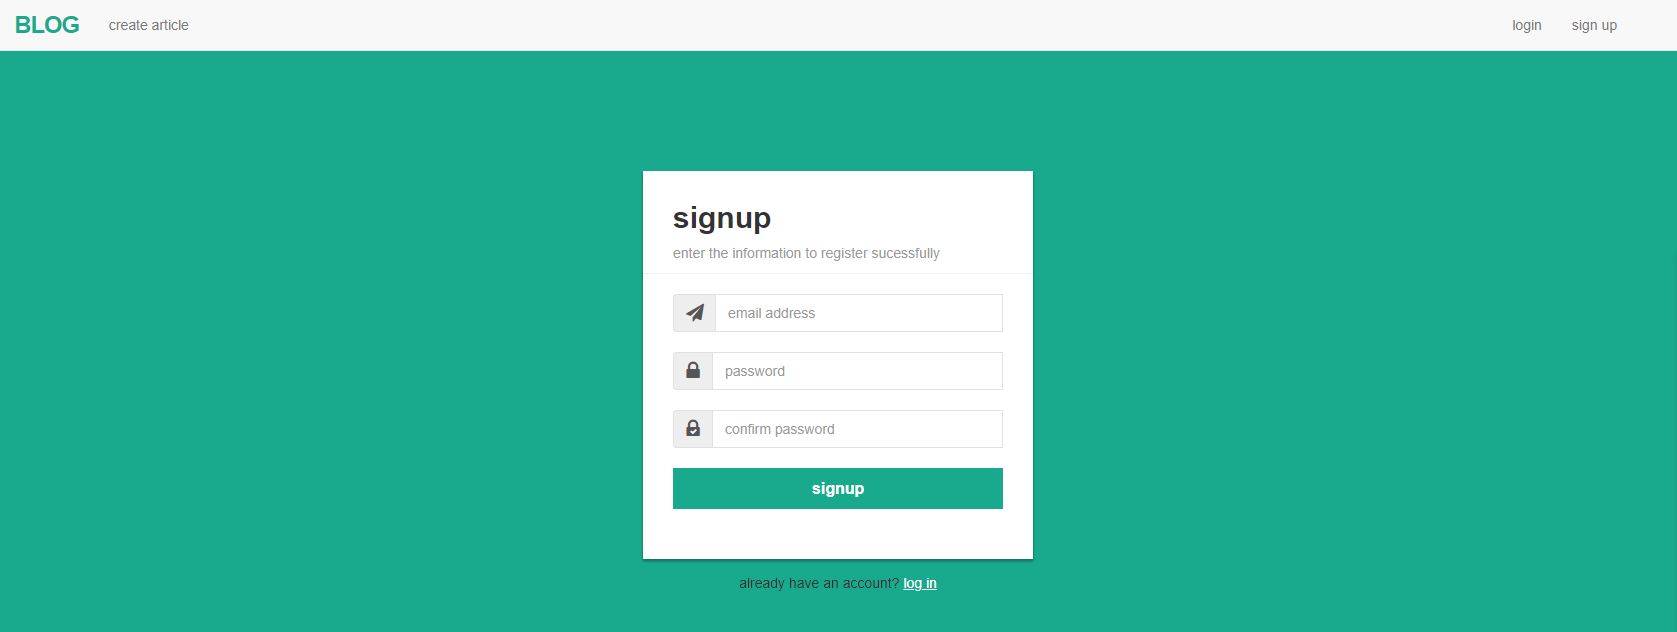 BLOG create article login sign up
signup
enter the information to register sucessfully
email address
password
confirm password
signup
already have an account? log in